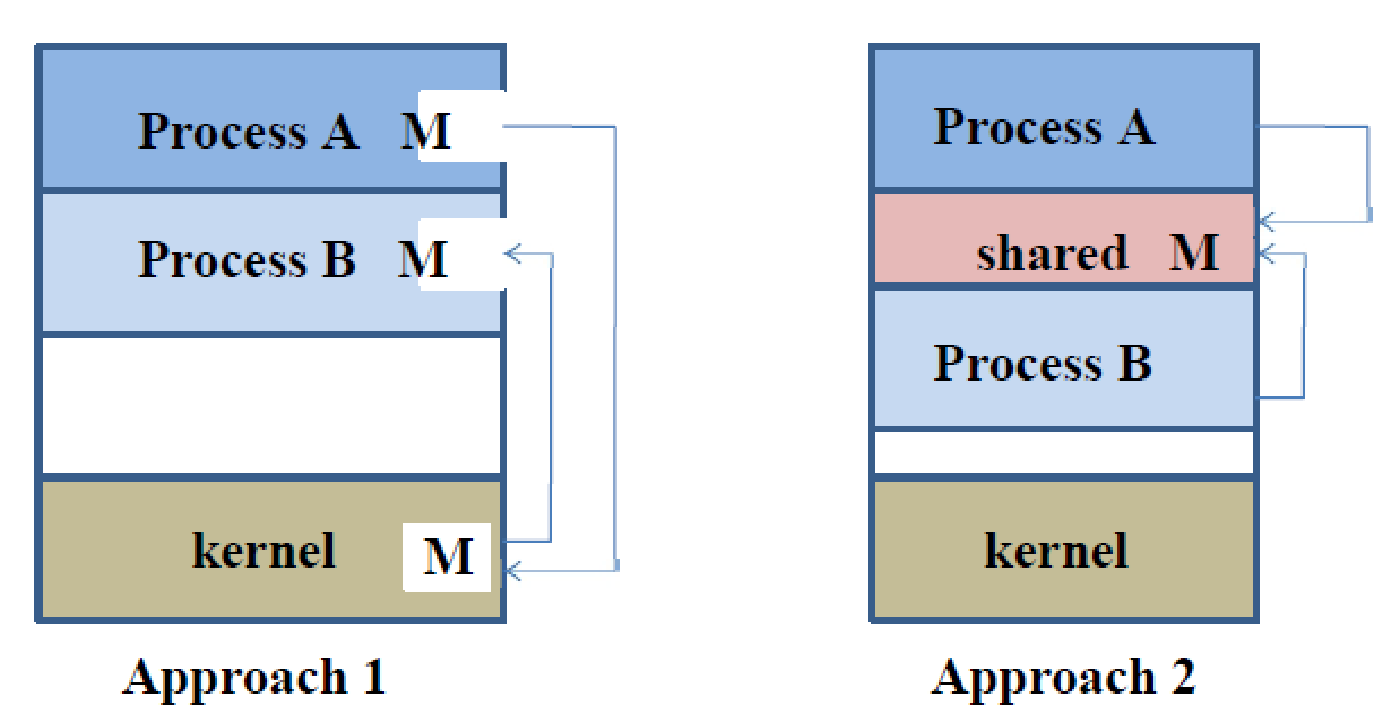 Process A M
Process B M
kernel M
Approach 1
Process A
shared M
Process B
kernel
Approach 2